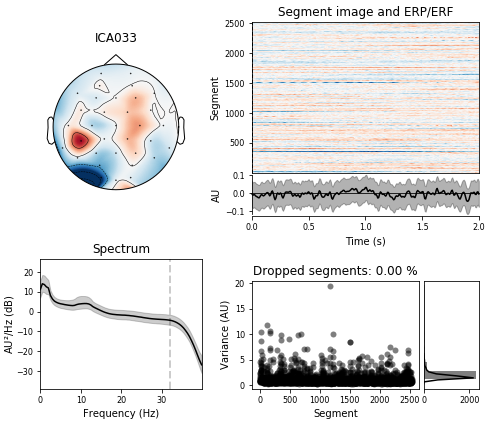 ICA033
Segment image and ERP/ERF
2500
2000
1500
1000
500
Segment
0.1
0.0
−0.1
AU
0.0 0.5 1.0 1.5 2.0
Time (s)
Spectrum
20
10
0
−10
−20
−30
AU²/Hz (dB)
0 10 20 30
Frequency (Hz)
Dropped segments: 0.00 %
20
15
10
5
0
Variance (AU)
0 500 1000 1500 2000 2500
Segment
0 2000